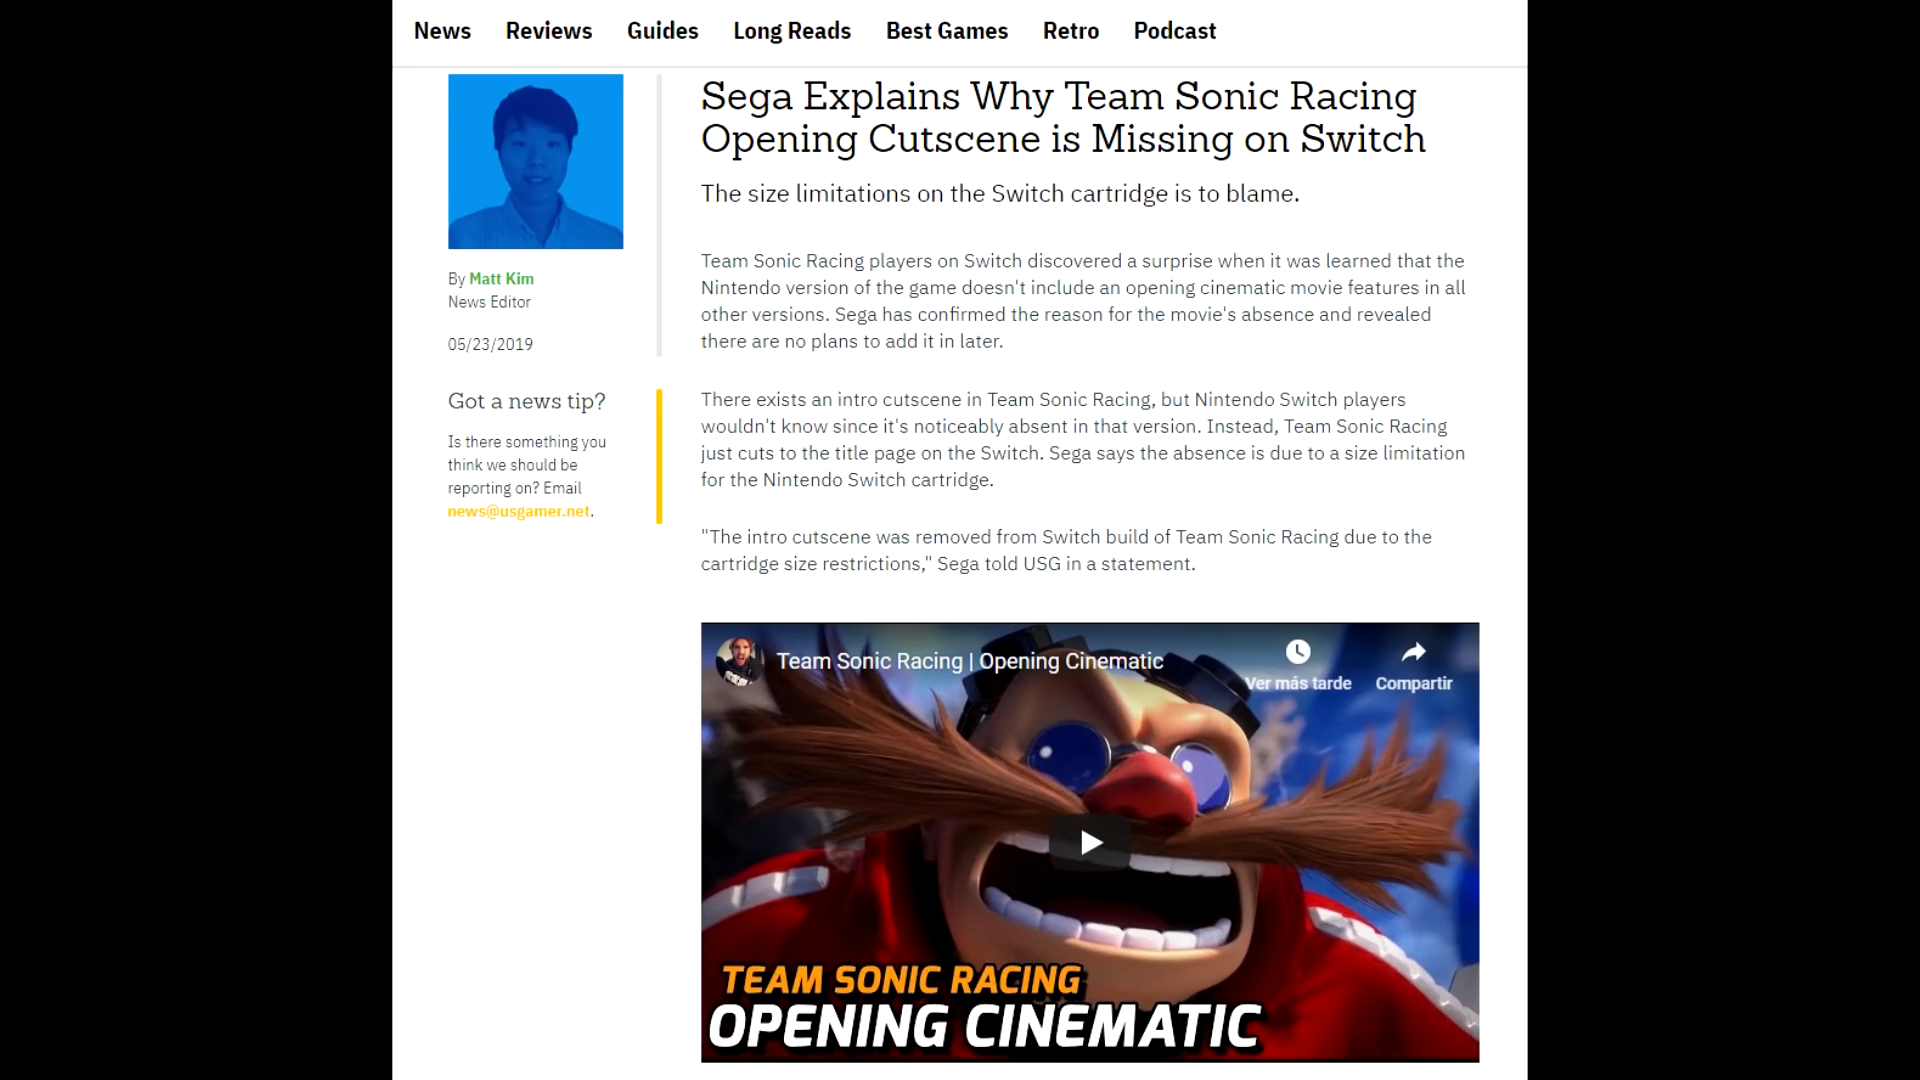 News Reviews Guides Long Reads Best Games Retro Podcast
By Matt Kim
News Editor
05/23/2019
Got a news tip?
Is there something you
think we should be
reporting on? Email
news@usgamer.net.
Sega Explains Why Team Sonic Racing
Opening Cutscene is Missing on Switch
The size limitations on the Switch cartridge is to blame.
Team Sonic Racing players on Switch discovered a surprise when it was learned that the
Nintendo version of the game doesn't include an opening cinematic movie features in all
other versions. Sega has confirmed the reason for the movie's absence and revealed
there are no plans to add it in later.
There exists an intro cutscene in Team Sonic Racing, but Nintendo Switch players
wouldn't know since it's noticeably absent in that version. Instead, Team Sonic Racing
just cuts to the title page on the Switch. Sega says the absence is due to a size limitation
for the Nintendo Switch cartridge.
"The intro cutscene was removed from Switch build of Team Sonic Racing due to the
cartridge size restrictions," Sega told USG in a statement.
Team Sonic Racing | Opening Cinematic
Ver más tarde Compartir
TEAM SONIC RACING
OPENING CINEMATIC